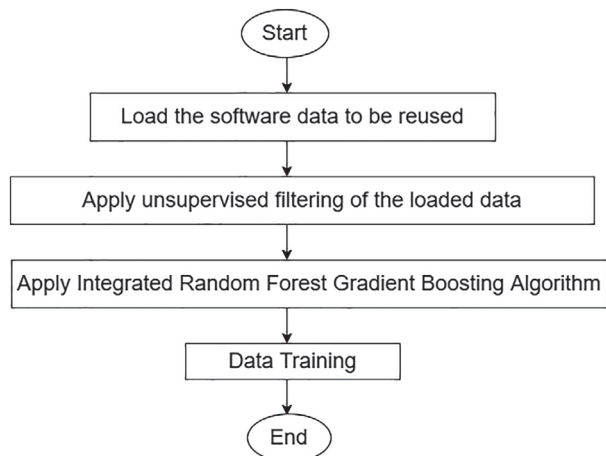 Start
Load the software data to be reused
Apply unsupervised filtering of the loaded data
Apply Integrated Random Forest Gradient Boosting Algorithm
Data Training
End